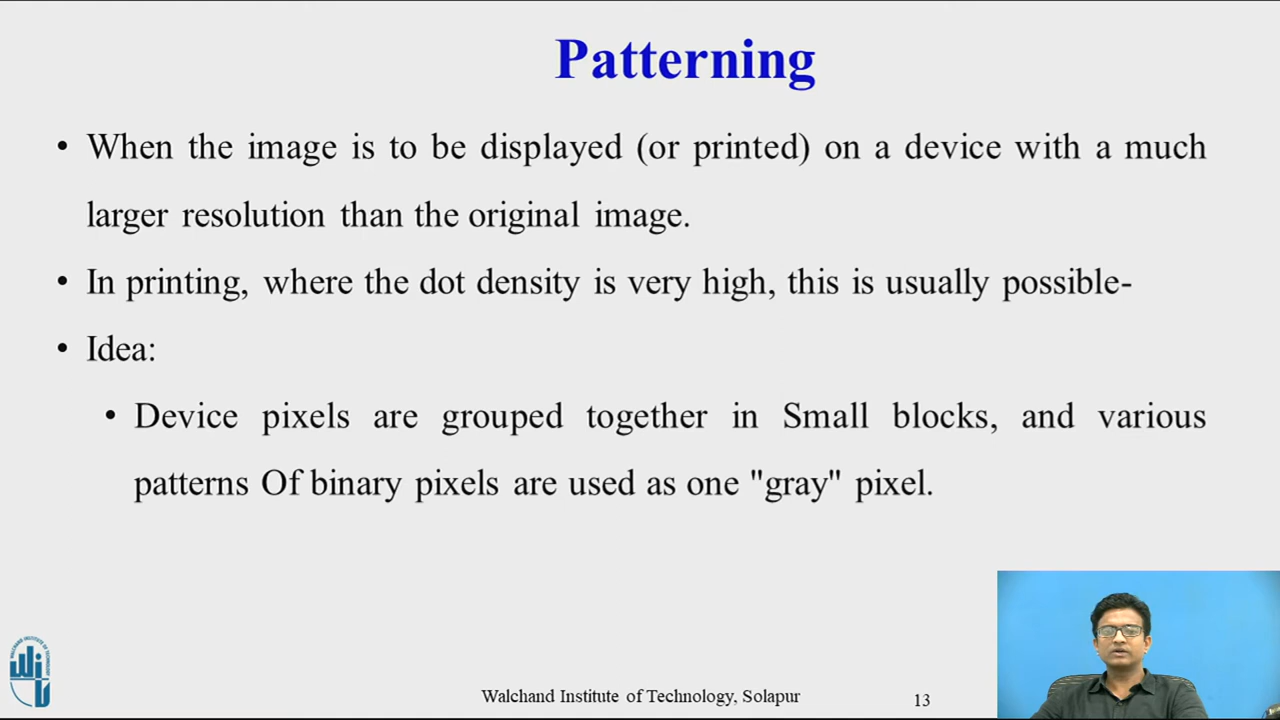 Patterning
• When the image is to be displayed (or printed) on a device with a much
larger resolution than the original image.
• In printing, where the dot density is very high, this is usually possible-
• Idea:
• Device pixels are grouped together in Small blocks, and various
patterns Of binary pixels are used as one "gray" pixel.
Walchand Institute of Technology, Solapur
13